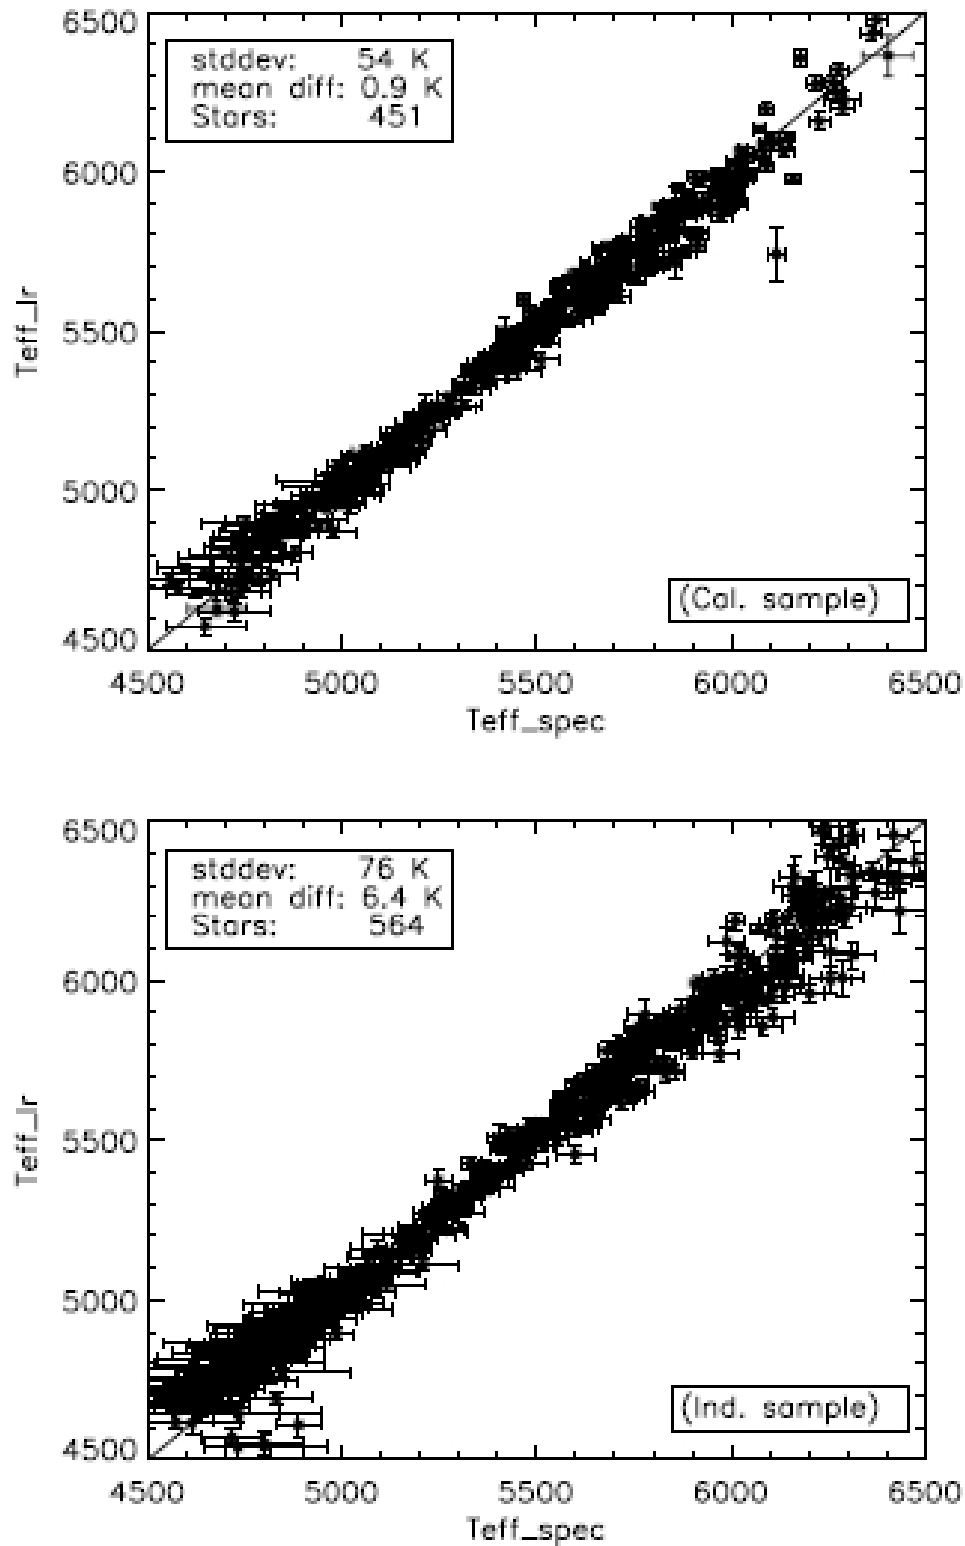 6500
stddev: 54 K
mean diff: 0.9 K
Stars: 451
6000
5500
Teff_lr
5000
(Cal. sample)
4500
4500 5000 5500 6000 6500
Teff_spec
6500
stddev: 76 K
mean diff: 6.4 K
Stars: 564
6000
5500
Teff_lr
5000
(Ind. sample)
4500
4500 5000 5500 6000 6500
Teff_spec